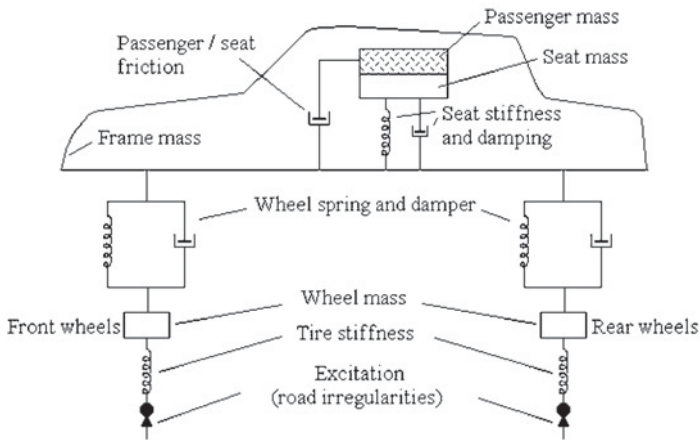 Passenger mass
Passenger / seat
friction
Seat mass
Seat stiffness
and damping
Frame mass
Wheel spring and damper
Wheel mass
Front wheels
Rear wheels
Tire stiffness
Excitation
(road irregularities)